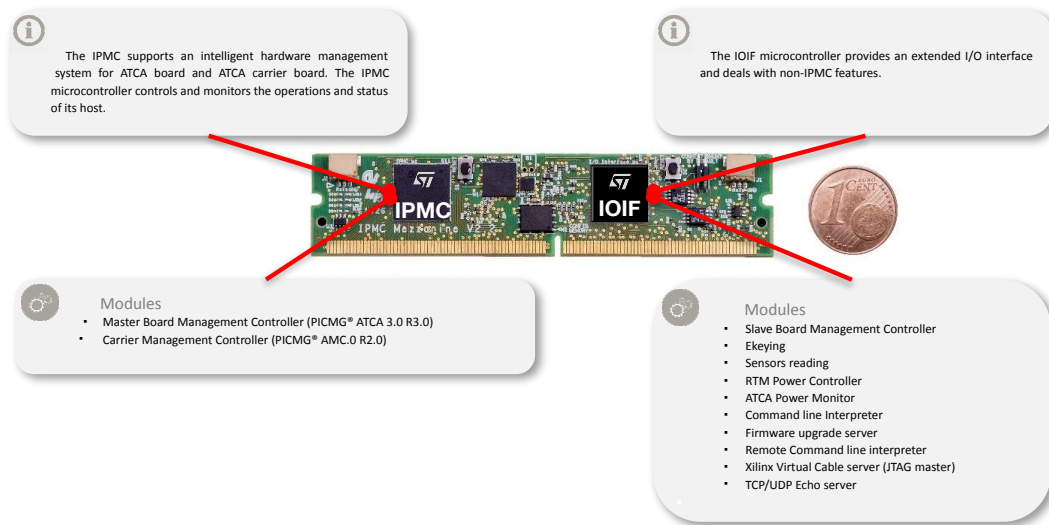 The IPMC supports an intelligent hardware management
system for ATCA board and ATCA carrier board. The IPMC
microcontroller controls and monitors the operations and status
of its host.
The IOIF microcontroller provides an extended I/O interface
and deals with non-IPMC features.
IPMC
IOIF
I/O Interface
IPMC Mezzanine V2
1
EURO
CENT
Modules
▪ Master Board Management Controller (PICMG® ATCA 3.0 R3.0)
▪ Carrier Management Controller (PICMG® AMC.0 R2.0)
Modules
▪ Slave Board Management Controller
▪ Ekeying
▪ Sensors reading
▪ RTM Power Controller
▪ ATCA Power Monitor
▪ Command line Interpreter
▪ Firmware upgrade server
▪ Remote Command line interpreter
▪ Xilinx Virtual Cable server (JTAG master)
▪ TCP/UDP Echo server